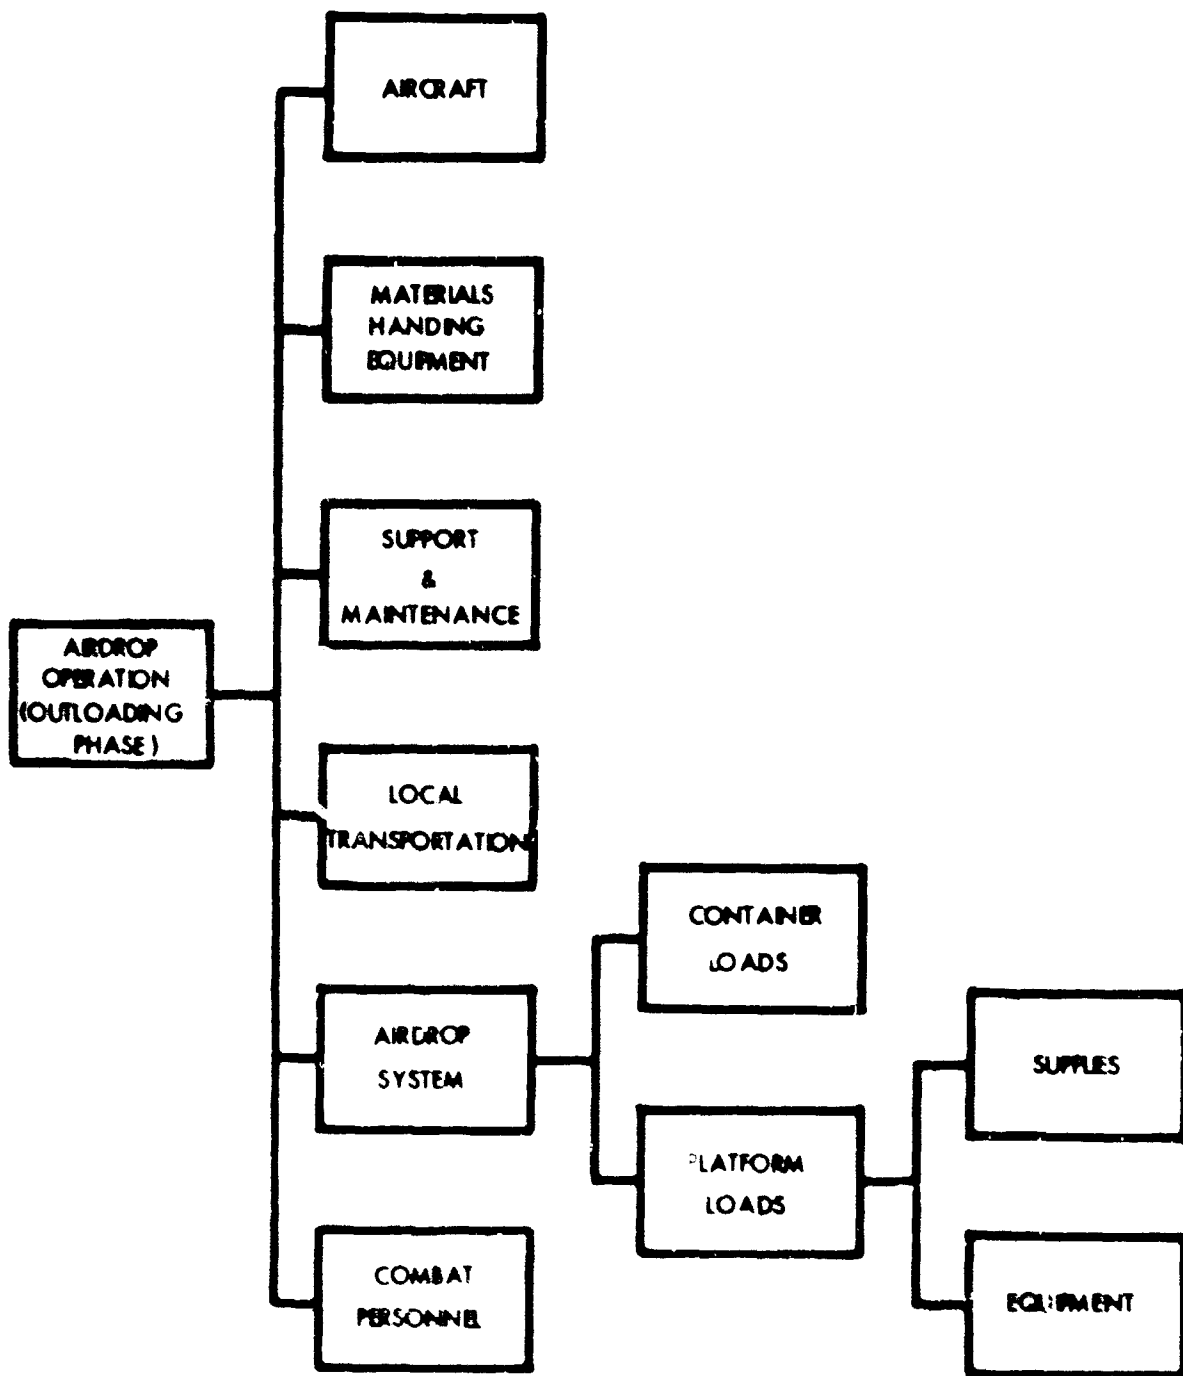 AIRCRAFT
MATERIALS
HANDING
EQUIPMENT
SUPPORT
&
MAINTENANCE
AIRDROP
OPERATION
(OUTLOADING
PHASE)
LOCAL
TRANSPORTATION
CONTAINER
LOADS
AIRDROP
SYSTEM
SUPPLIES
PLATFORM
LOADS
COMBAT
PERSONNEL
EQUIPMENT